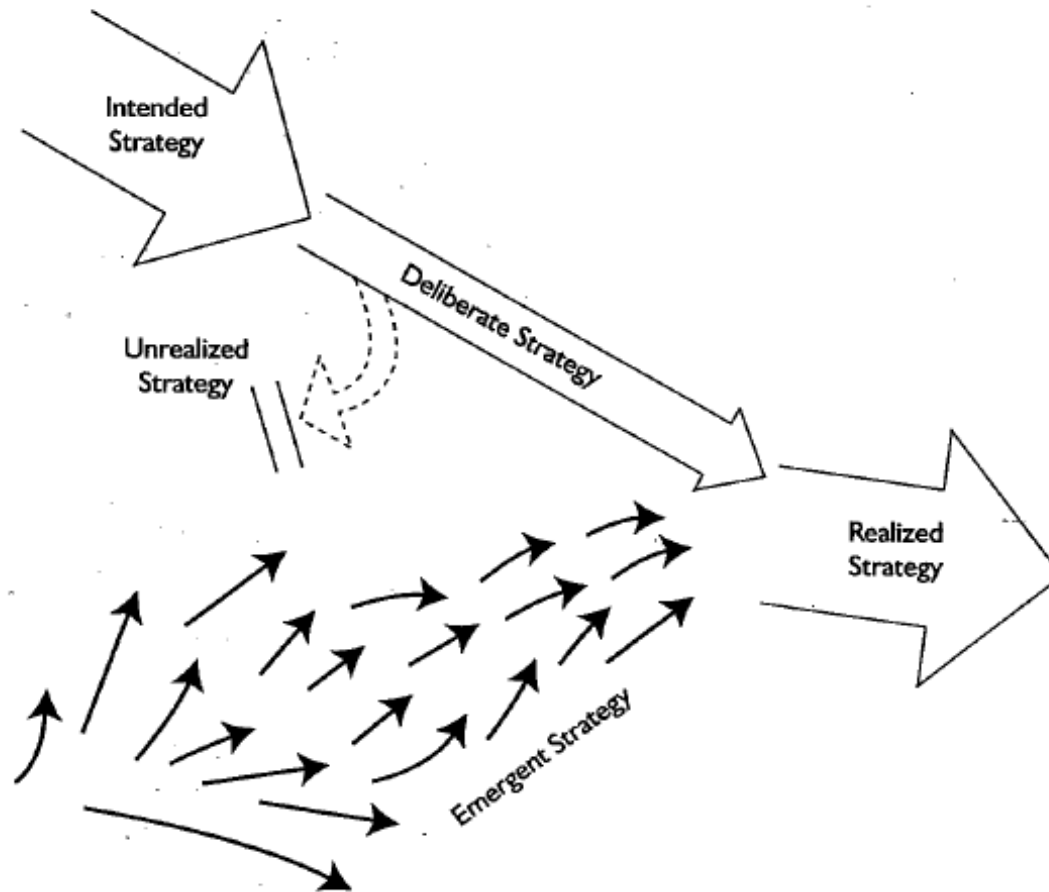 Intended
Strategy
Deliberate Strategy
Unrealized
Strategy
Realized
Strategy
Emergent Strategy